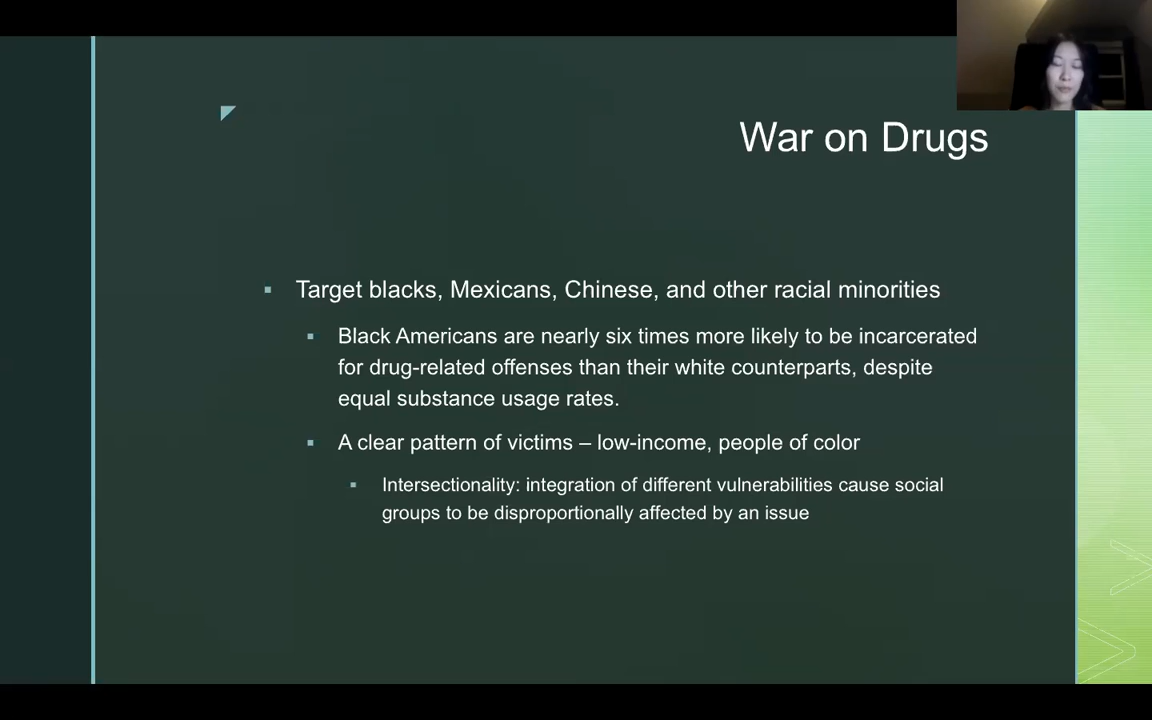 War on Drugs
Target blacks, Mexicans, Chinese, and other racial minorities
Black Americans are nearly six times more likely to be incarcerated
for drug-related offenses than their white counterparts, despite
equal substance usage rates.
A clear pattern of victims – low-income, people of color
Intersectionality: integration of different vulnerabilities cause social
groups to be disproportionally affected by an issue